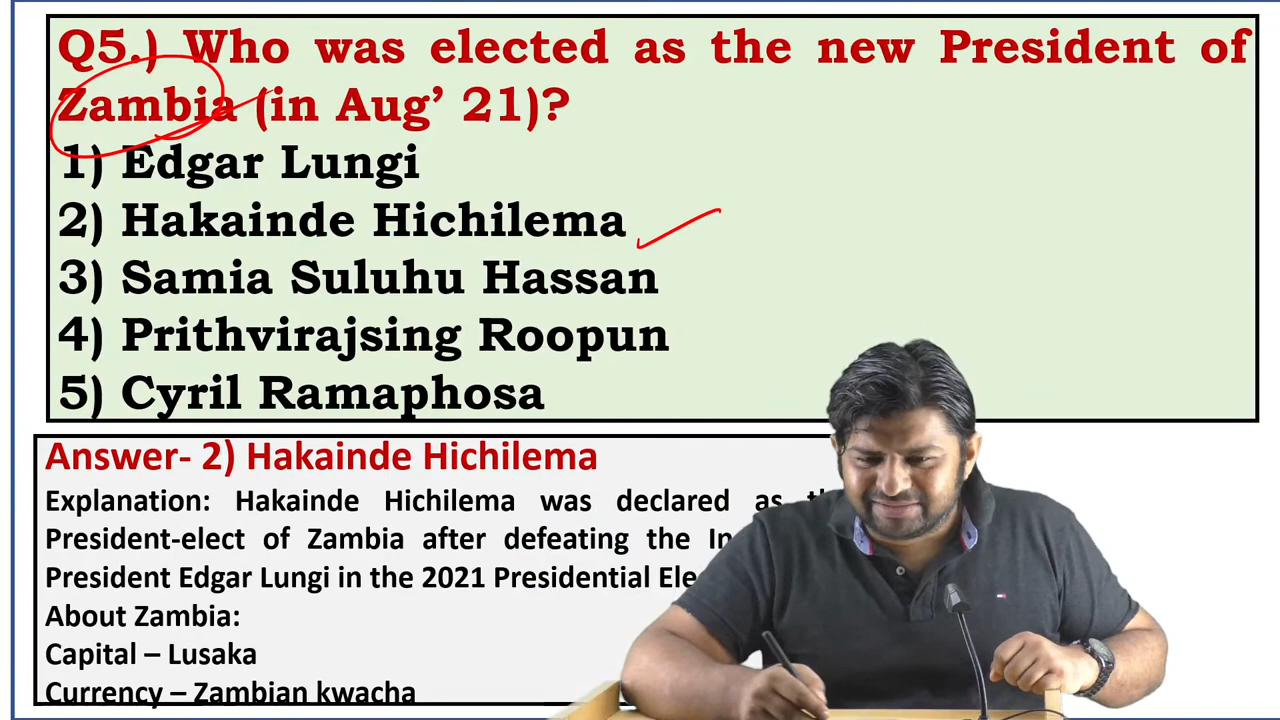 Q5.) Who was elected as the new President of
Zambia (in Aug’ 21)?
1) Edgar Lungi
2) Hakainde Hichilema
3) Samia Suluhu Hassan
4) Prithvirajsing Roopun
5) Cyril Ramaphosa
Answer- 2) Hakainde Hichilema
Explanation: Hakainde Hichilema was declared as
President-elect of Zambia after defeating the
President Edgar Lungi in the 2021 Presidential
About Zambia:
Capital – Lusaka
Currency – Zambian kwacha